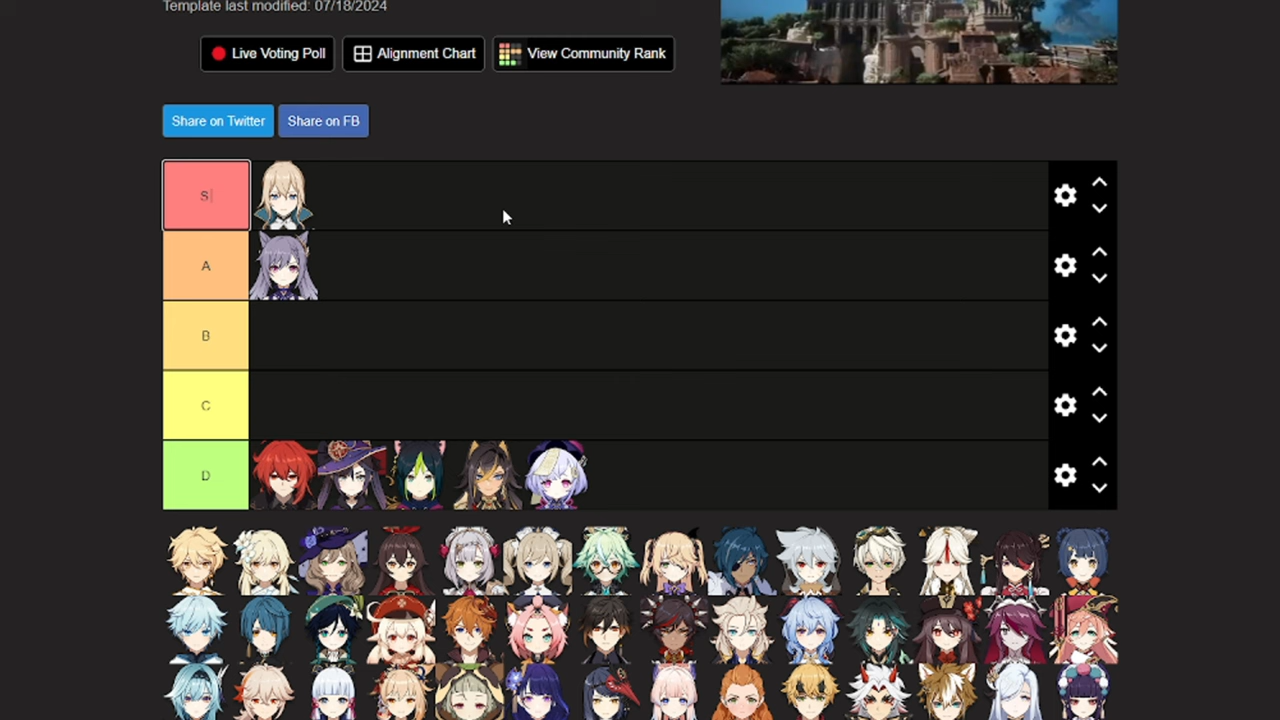 Template last modified: 07/18/2024
Live Voting Poll
Alignment Chart
View Community Rank
Share on Twitter
Share on FB
S
A
B
C
D